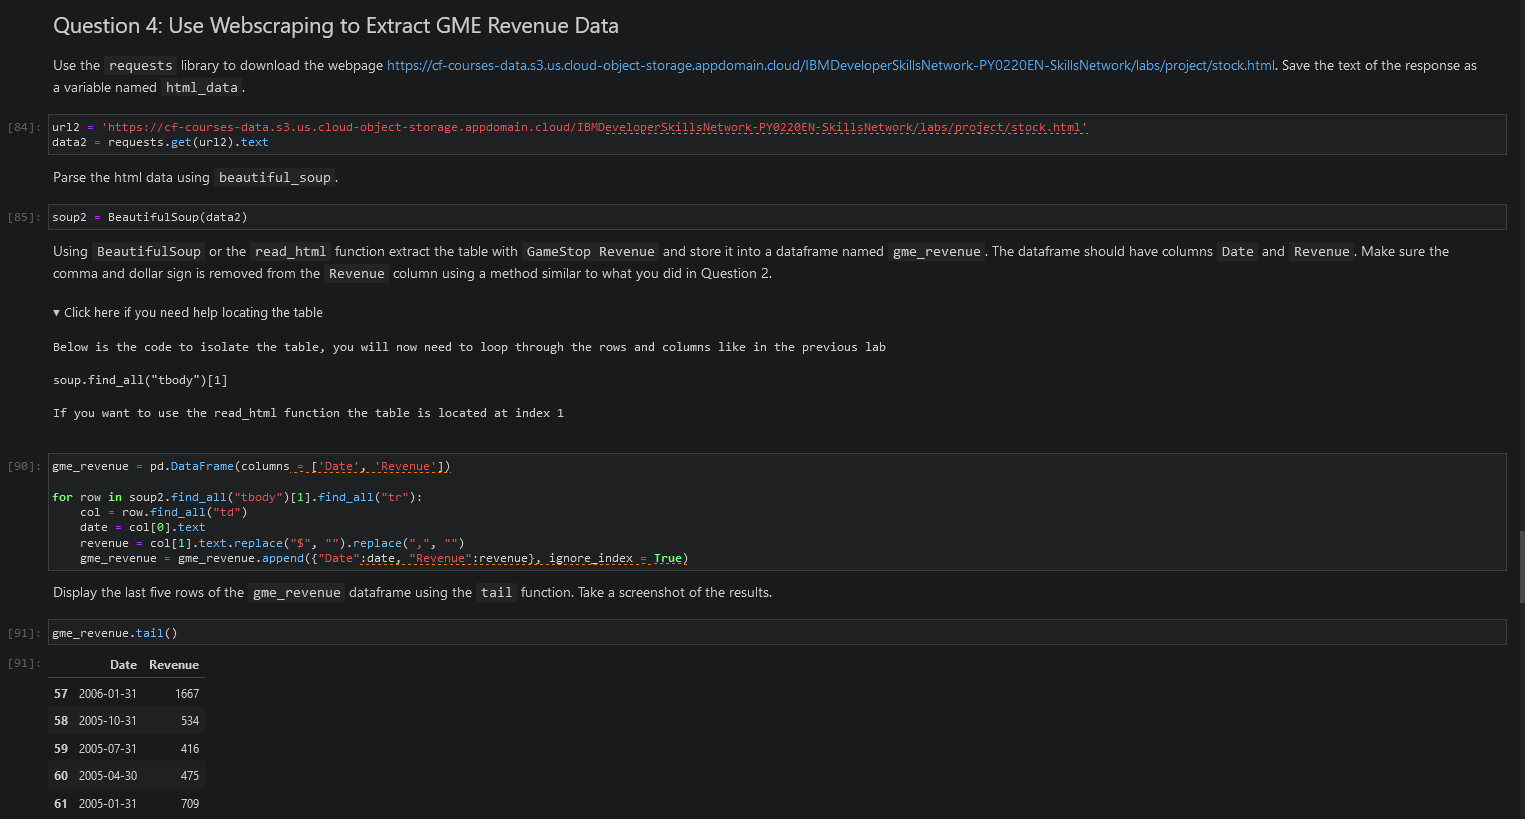 Question 4: Use Webscraping to Extract GME Revenue Data
Use the requests library to download the webpage https://cf-courses-data.s3.us.cloud-object-storage.appdomain.cloud/IBMDeveloperSkillsNetwork-PY0220EN-SkillsNetwork/labs/project/stock.html. Save the text of the response as
a variable named html_data.
[84]: url2 = 'https://cf-courses-data.s3.us.cloud-object-storage.appdomain.cloud/IBMDeveloperSkillsNetwork-PY0220EN-SkillsNetwork/labs/project/stock.html'
data2 = requests.get(url2).text
Parse the html data using beautiful_soup.
[85]: soup2 = BeautifulSoup(data2)
Using BeautifulSoup or the read_html function extract the table with GameStop Revenue and store it into a dataframe named gme_revenue. The dataframe should have columns Date and Revenue. Make sure the
comma and dollar sign is removed from the Revenue column using a method similar to what you did in Question 2.
▾ Click here if you need help locating the table
Below is the code to isolate the table, you will now need to loop through the rows and columns like in the previous lab
soup.find_all("tbody")[1]
If you want to use the read_html function the table is located at index 1
[90]: gme_revenue = pd.DataFrame(columns = ['Date', 'Revenue'])
for row in soup2.find_all("tbody")[1].find_all("tr"):
    col = row.find_all("td")
    date = col[0].text
    revenue = col[1].text.replace("$", "").replace(",", "")
    gme_revenue = gme_revenue.append({"Date":date, "Revenue":revenue}, ignore_index = True)
Display the last five rows of the gme_revenue dataframe using the tail function. Take a screenshot of the results.
[91]: gme_revenue.tail()
[91]: Date Revenue
57 2006-01-31 1667
58 2005-10-31 534
59 2005-07-31 416
60 2005-04-30 475
61 2005-01-31 709